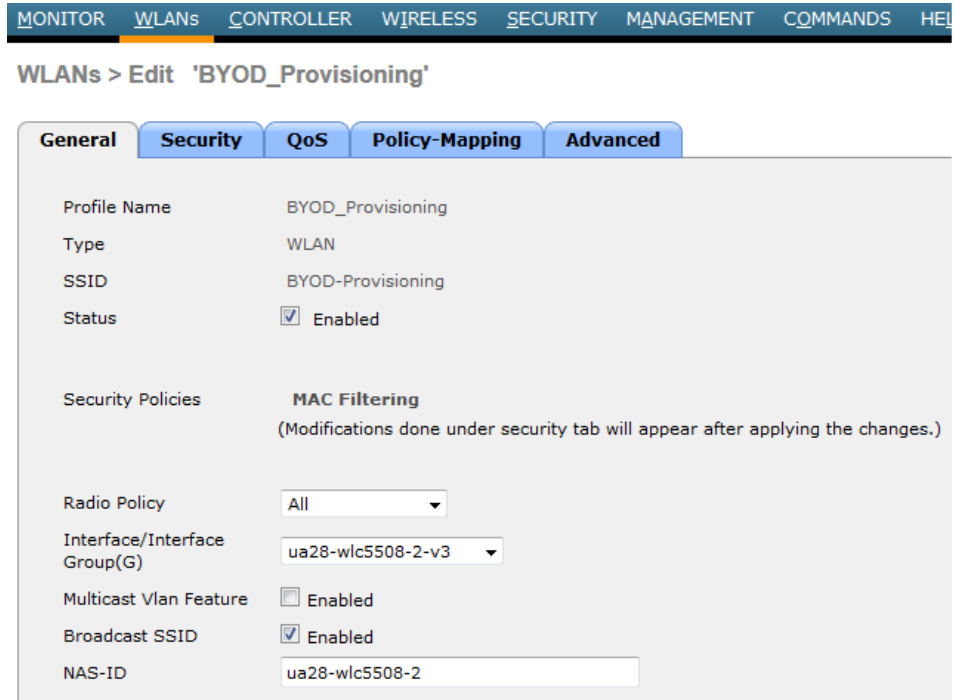 MONITOR WLANs CONTROLLER WIRELESS SECURITY MANAGEMENT COMMANDS HEL
WLANs > Edit 'BYOD_Provisioning'
General Security QoS Policy-Mapping Advanced
Profile Name BYOD_Provisioning
Type WLAN
SSID BYOD-Provisioning
Status Enabled
Security Policies MAC Filtering
(Modifications done under security tab will appear after applying the changes.)
Radio Policy All
Interface/Interface
Group(G) ua28-wlc5508-2-v3
Multicast Vlan Feature Enabled
Broadcast SSID Enabled
NAS-ID ua28-wlc5508-2